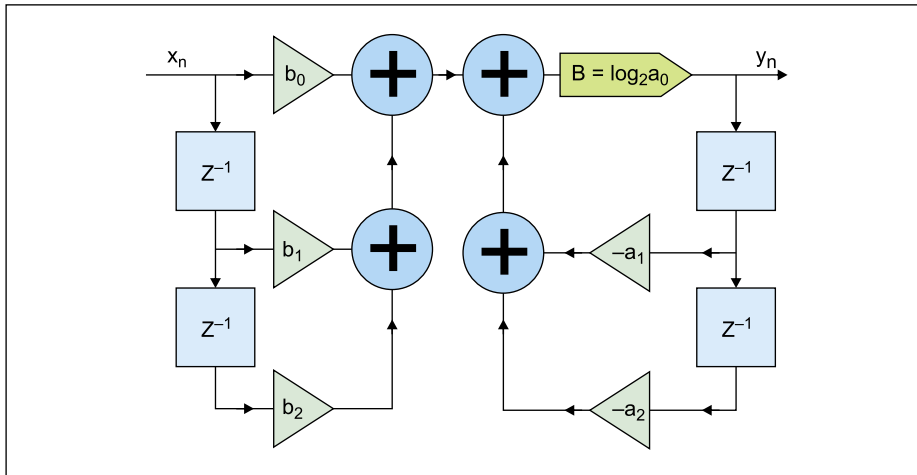 xₙ
b₀
+
+
B = log₂a₀
yₙ
Z⁻¹
Z⁻¹
b₁
+
+
–a₁
Z⁻¹
Z⁻¹
b₂
–a₂